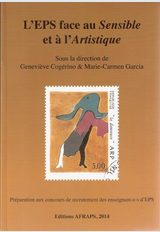 L'EPS face au Sensible
et à l'Artistique
Sous la direction de
Geneviève Cogérino & Marie-Carmen Garcia
3,00
Préparation aux concours de recrutement des enseignant-e-s d'EPS
Editions AFRAPS, 2014